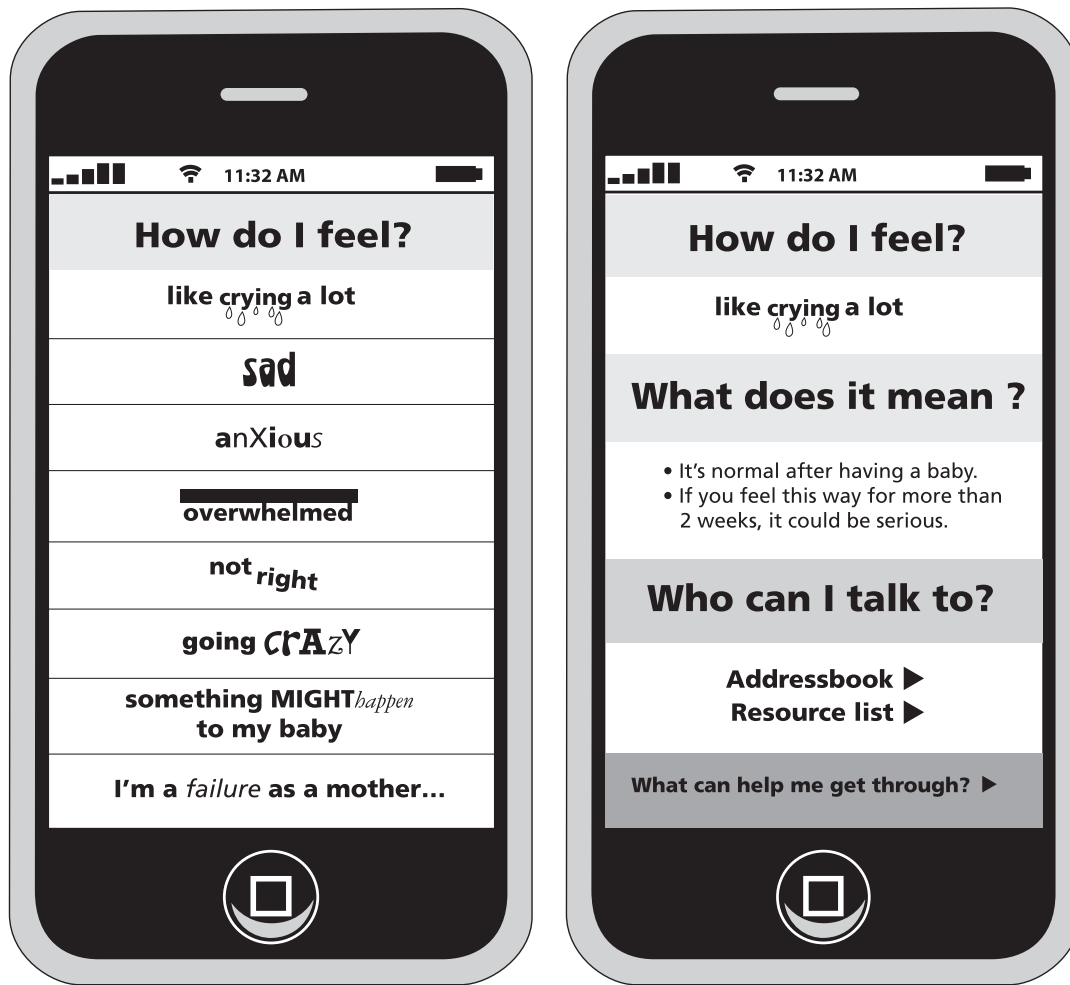 11:32 AM
How do I feel?
like crying a lot
sad
anXious
overwhelmed
not right
going crAzY
something MIGHT happen
to my baby
I'm a failure as a mother...
11:32 AM
How do I feel?
like crying a lot
What does it mean ?
• It's normal after having a baby.
• If you feel this way for more than
2 weeks, it could be serious.
Who can I talk to?
Addressbook ▶
Resource list ▶
What can help me get through? ▶